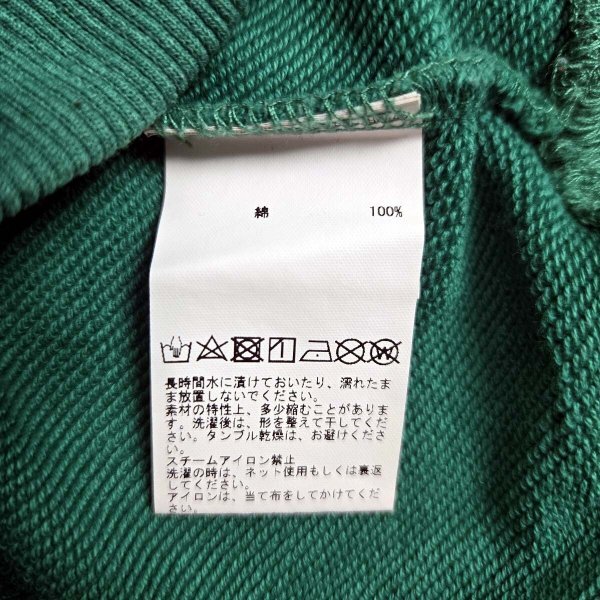 綿 100%
長時間水に漬けておいたり、濡れたま
ま放置しないでください。
素材の特性上、多少縮むことがありま
す。洗濯後は、形を整えて干してくだ
さい。タンブル乾燥は、お避けくださ
い。
スチームアイロン禁止
洗濯の時は、ネット使用もしくは裏返
してください。
アイロンは、当て布をしてかけてくだ
さい。